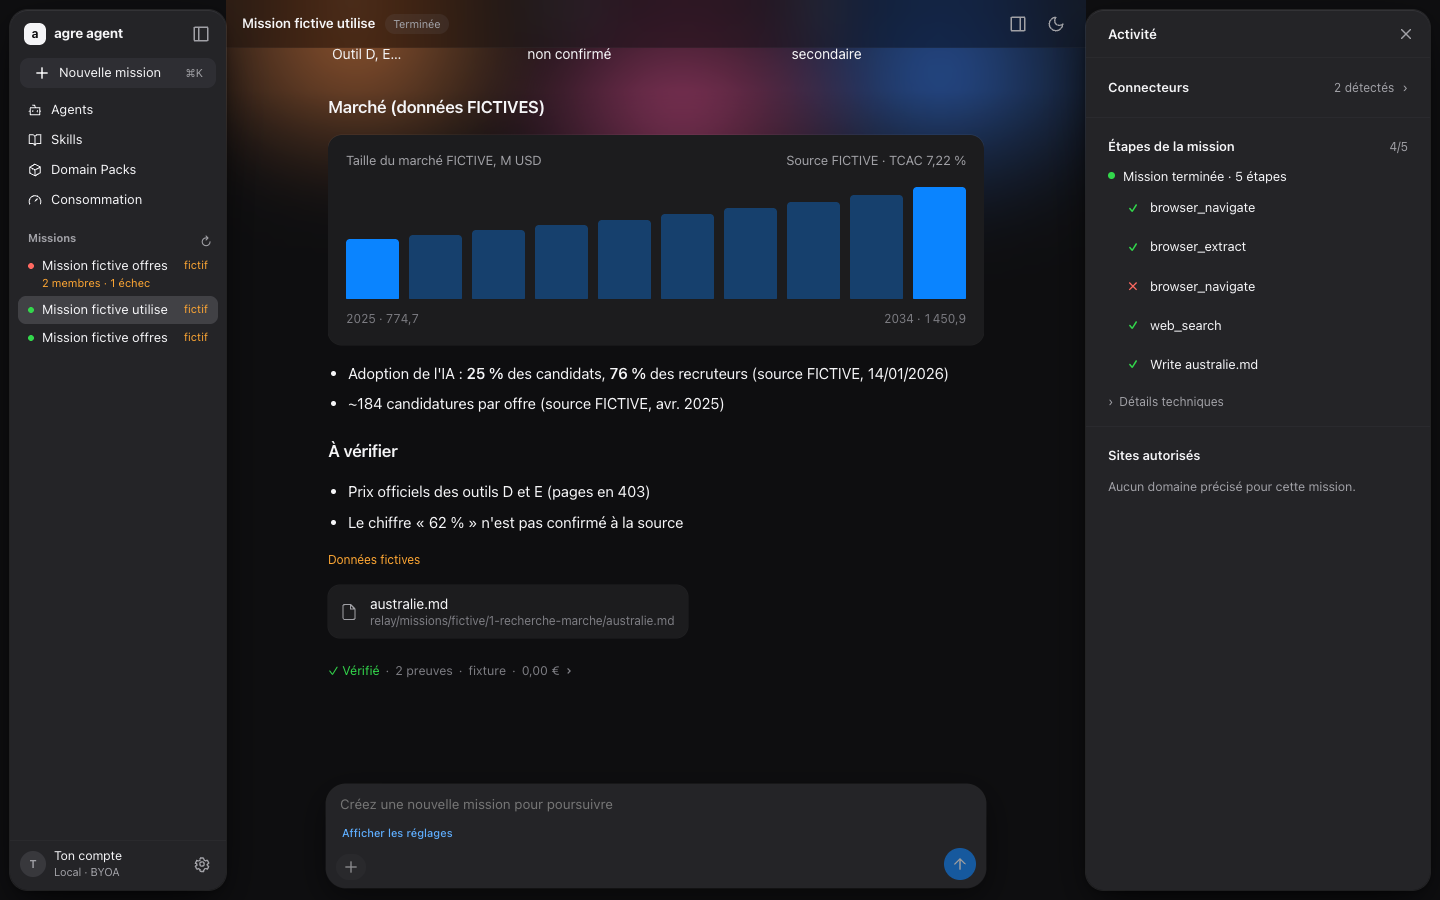 agre agent
Nouvelle mission ⌘K
Agents
Skills
Domain Packs
Consommation
Missions
Mission fictive offres fictif
2 membres · 1 échec
Mission fictive utilise fictif
Mission fictive offres fictif
T
Ton compte
Local · BYOA
Mission fictive utilise Terminée
Outil D, E... non confirmé secondaire
Marché (données FICTIVES)
Taille du marché FICTIVE, M USD Source FICTIVE · TCAC 7,22 %
2025 · 774,7 2034 · 1 450,9
• Adoption de l'IA : 25 % des candidats, 76 % des recruteurs (source FICTIVE, 14/01/2026)
• ~184 candidatures par offre (source FICTIVE, avr. 2025)
À vérifier
• Prix officiels des outils D et E (pages en 403)
• Le chiffre « 62 % » n'est pas confirmé à la source
Données fictives
australie.md
relay/missions/fictive/1-recherche-marche/australie.md
✓ Vérifié · 2 preuves · fixture · 0,00 € ›
Créez une nouvelle mission pour poursuivre
Afficher les réglages
Activité
Connecteurs 2 détectés ›
Étapes de la mission 4/5
Mission terminée · 5 étapes
✓ browser_navigate
✓ browser_extract
✕ browser_navigate
✓ web_search
✓ Write australie.md
› Détails techniques
Sites autorisés
Aucun domaine précisé pour cette mission.